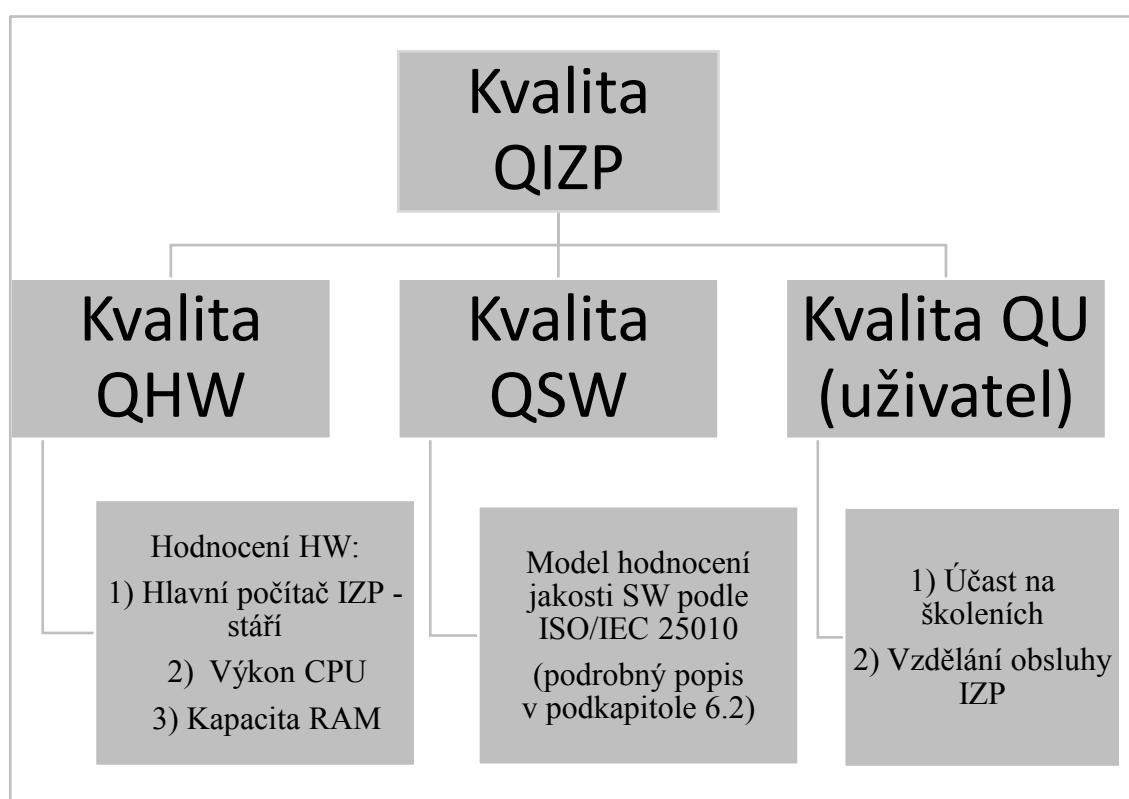 Kvalita
QIZP
Kvalita
QHW
Kvalita
QSW
Kvalita QU
(uživatel)
Hodnocení HW:
1) Hlavní počítač IZP -
stáří
2) Výkon CPU
3) Kapacita RAM
Model hodnocení
jakosti SW podle
ISO/IEC 25010
(podrobný popis
v podkapitole 6.2)
1) Účast na
školeních
2) Vzdělání obsluhy
IZP